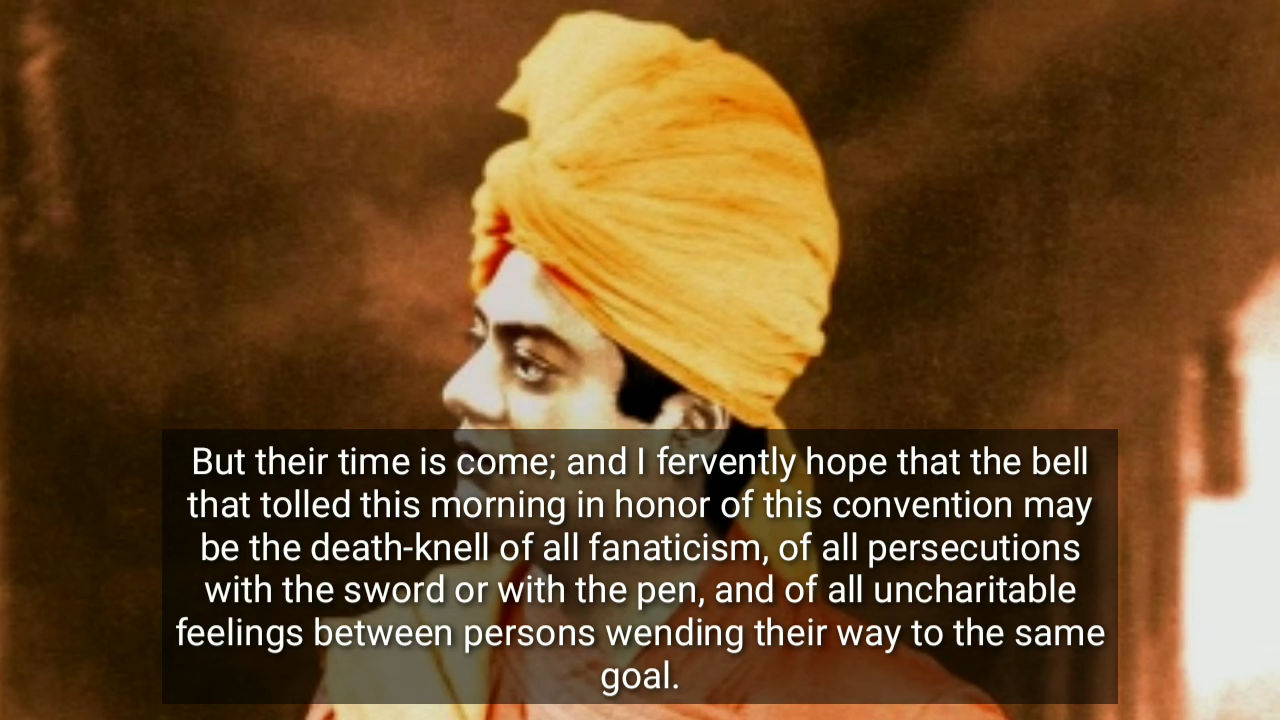 But their time is come; and I fervently hope that the bell
that tolled this morning in honor of this convention may
be the death-knell of all fanaticism, of all persecutions
with the sword or with the pen, and of all uncharitable
feelings between persons wending their way to the same
goal.